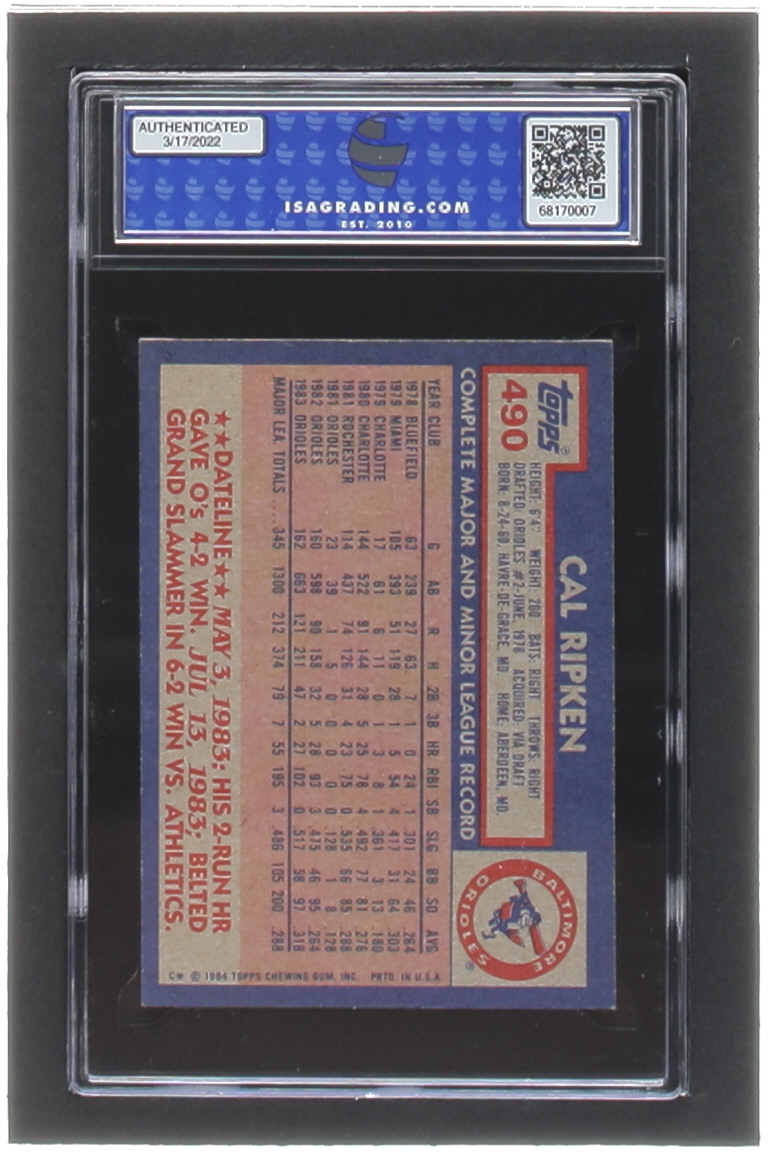 AUTHENTICATED
3/17/2022
ISAGRADING.COM
EST. 2010
68170007
topps®
490
CAL RIPKEN
HEIGHT: 6'4" WEIGHT: 200 BATS: RIGHT THROWS: RIGHT
DRAFTED: ORIOLES #2-JUNE, 1978 ACQUIRED: VIA DRAFT
BORN: 8-24-60, HAVRE-DE-GRACE, MD. HOME: ABERDEEN, MD.
BALTIMORE
ORIOLES®
COMPLETE MAJOR AND MINOR LEAGUE RECORD
YEAR CLUB G AB R H 2B 3B HR RBI SB SLG BB SO AVG
1978 BLUEFIELD 63 239 27 63 7 1 0 24 1 .301 24 46 .264
1979 MIAMI 105 393 51 119 28 1 5 54 4 .417 31 64 .303
1979 CHARLOTTE 17 61 6 11 0 1 3 8 1 .361 3 13 .180
1980 CHARLOTTE 144 522 91 144 28 5 25 78 4 .492 77 81 .276
1981 ROCHESTER 114 437 74 126 31 4 23 75 0 .535 66 85 .288
1981 ORIOLES 23 39 1 5 0 0 0 0 0 .128 1 8 .128
1982 ORIOLES 160 598 90 158 32 5 28 93 3 .475 46 95 .264
1983 ORIOLES 162 663 121 211 47 2 27 102 0 .517 58 97 .318
MAJOR LEA. TOTALS .... 345 1300 212 374 79 7 55 195 3 .486 105 200 .288
★★DATELINE★★ MAY 3, 1983: HIS 2-RUN HR
GAVE O's 4-2 WIN. JUL 13, 1983: BELTED
GRAND SLAMMER IN 6-2 WIN VS. ATHLETICS.
C* © 1984 TOPPS CHEWING GUM, INC. PRTD. IN U.S.A.